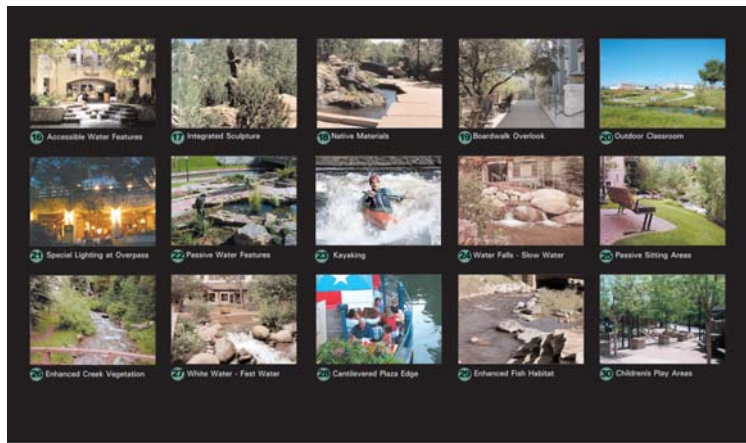 16 Accessible Water Features
17 Integrated Sculpture
18 Native Materials
19 Boardwalk Overlook
20 Outdoor Classroom
21 Special Lighting at Overpass
22 Passive Water Features
23 Kayaking
24 Water Falls - Slow Water
25 Passive Sitting Areas
26 Enhanced Creek Vegetation
27 White Water - Fast Water
28 Cantilevered Plaza Edge
29 Enhanced Fish Habitat
30 Childrenís Play Areas